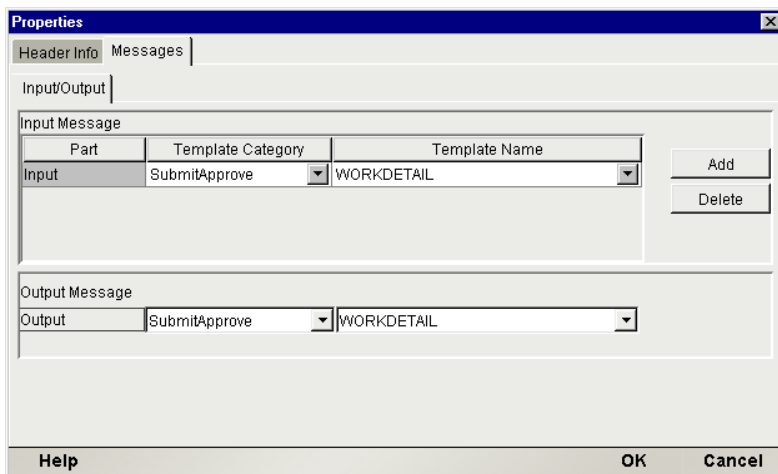 Properties
Header Info Messages
Input/Output
Input Message
Part Template Category Template Name
Input SubmitApprove WORKDETAIL
Add
Delete
Output Message
Output SubmitApprove WORKDETAIL
Help OK Cancel